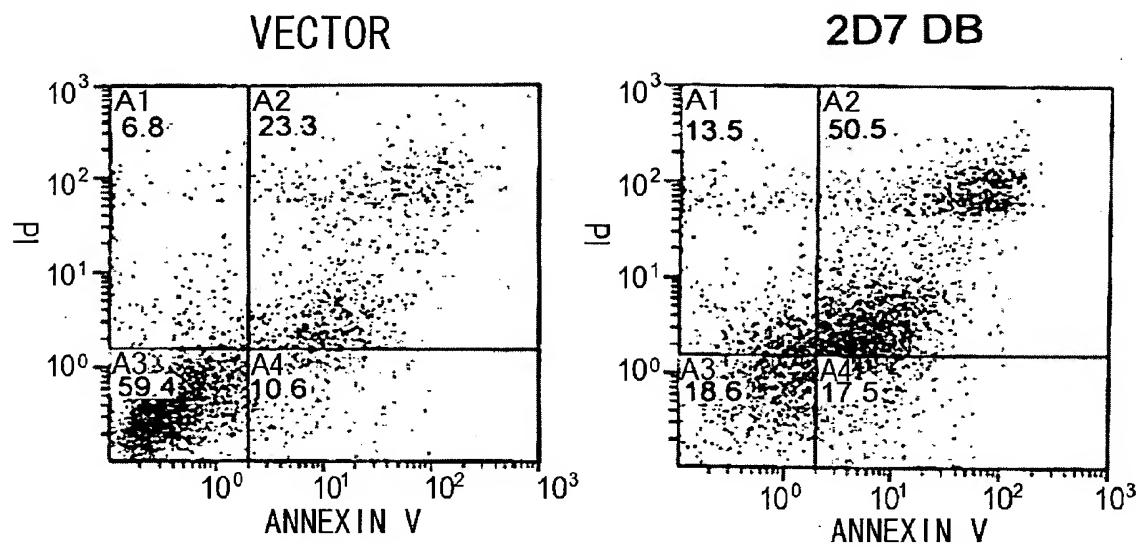 VECTOR
10³
10²
10¹
10⁰
PI
A1
6.8
A2
23.3
A3
59.4
A4
10.6
10⁰ 10¹ 10² 10³
ANNEXIN V
2D7 DB
10³
10²
10¹
10⁰
PI
A1
13.5
A2
50.5
A3
18.6
A4
17.5
10⁰ 10¹ 10² 10³
ANNEXIN V